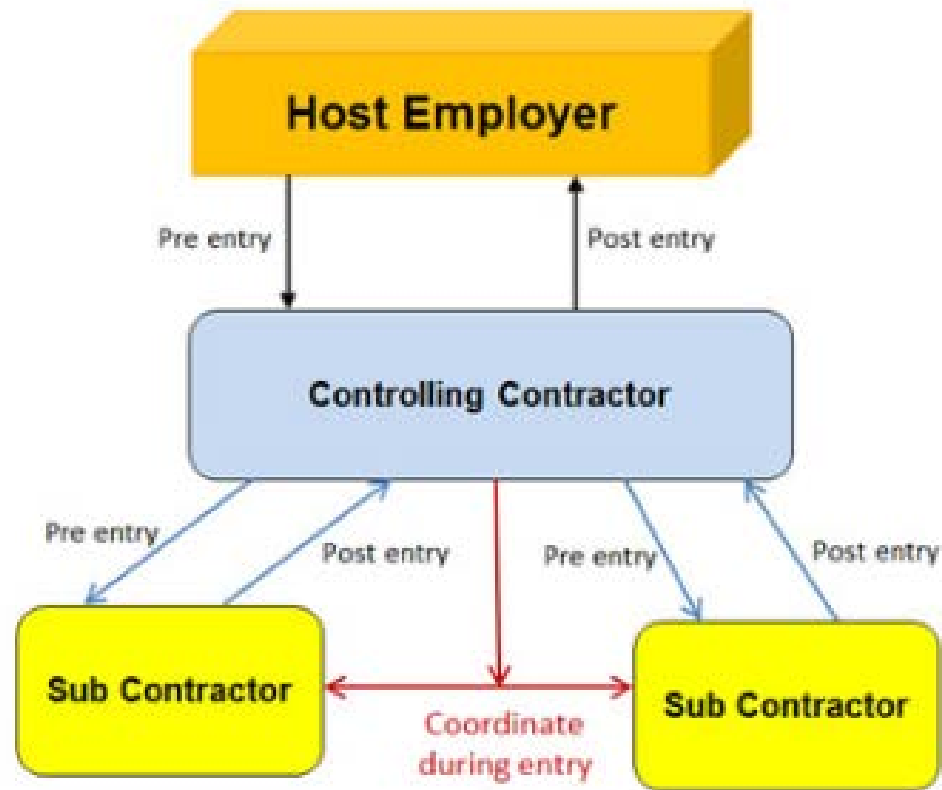 Host Employer
Pre entry
Post entry
Controlling Contractor
Pre entry
Post entry
Pre entry
Post entry
Sub Contractor
Sub Contractor
Coordinate
during entry